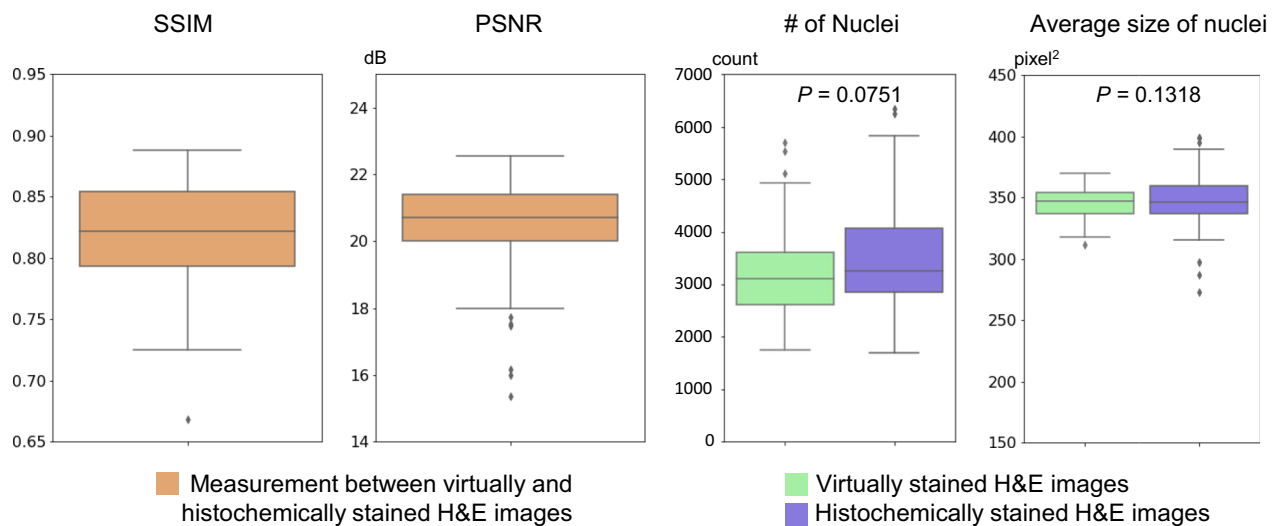 SSIM
PSNR
# of Nuclei
Average size of nuclei
dB
count
pixel²
0.95
0.90
0.85
0.80
0.75
0.70
0.65
24
22
20
18
16
14
7000
6000
5000
4000
3000
2000
1000
0
P = 0.0751
450
400
350
300
250
200
150
P = 0.1318
Measurement between virtually and
histochemically stained H&E images
Virtually stained H&E images
Histochemically stained H&E images